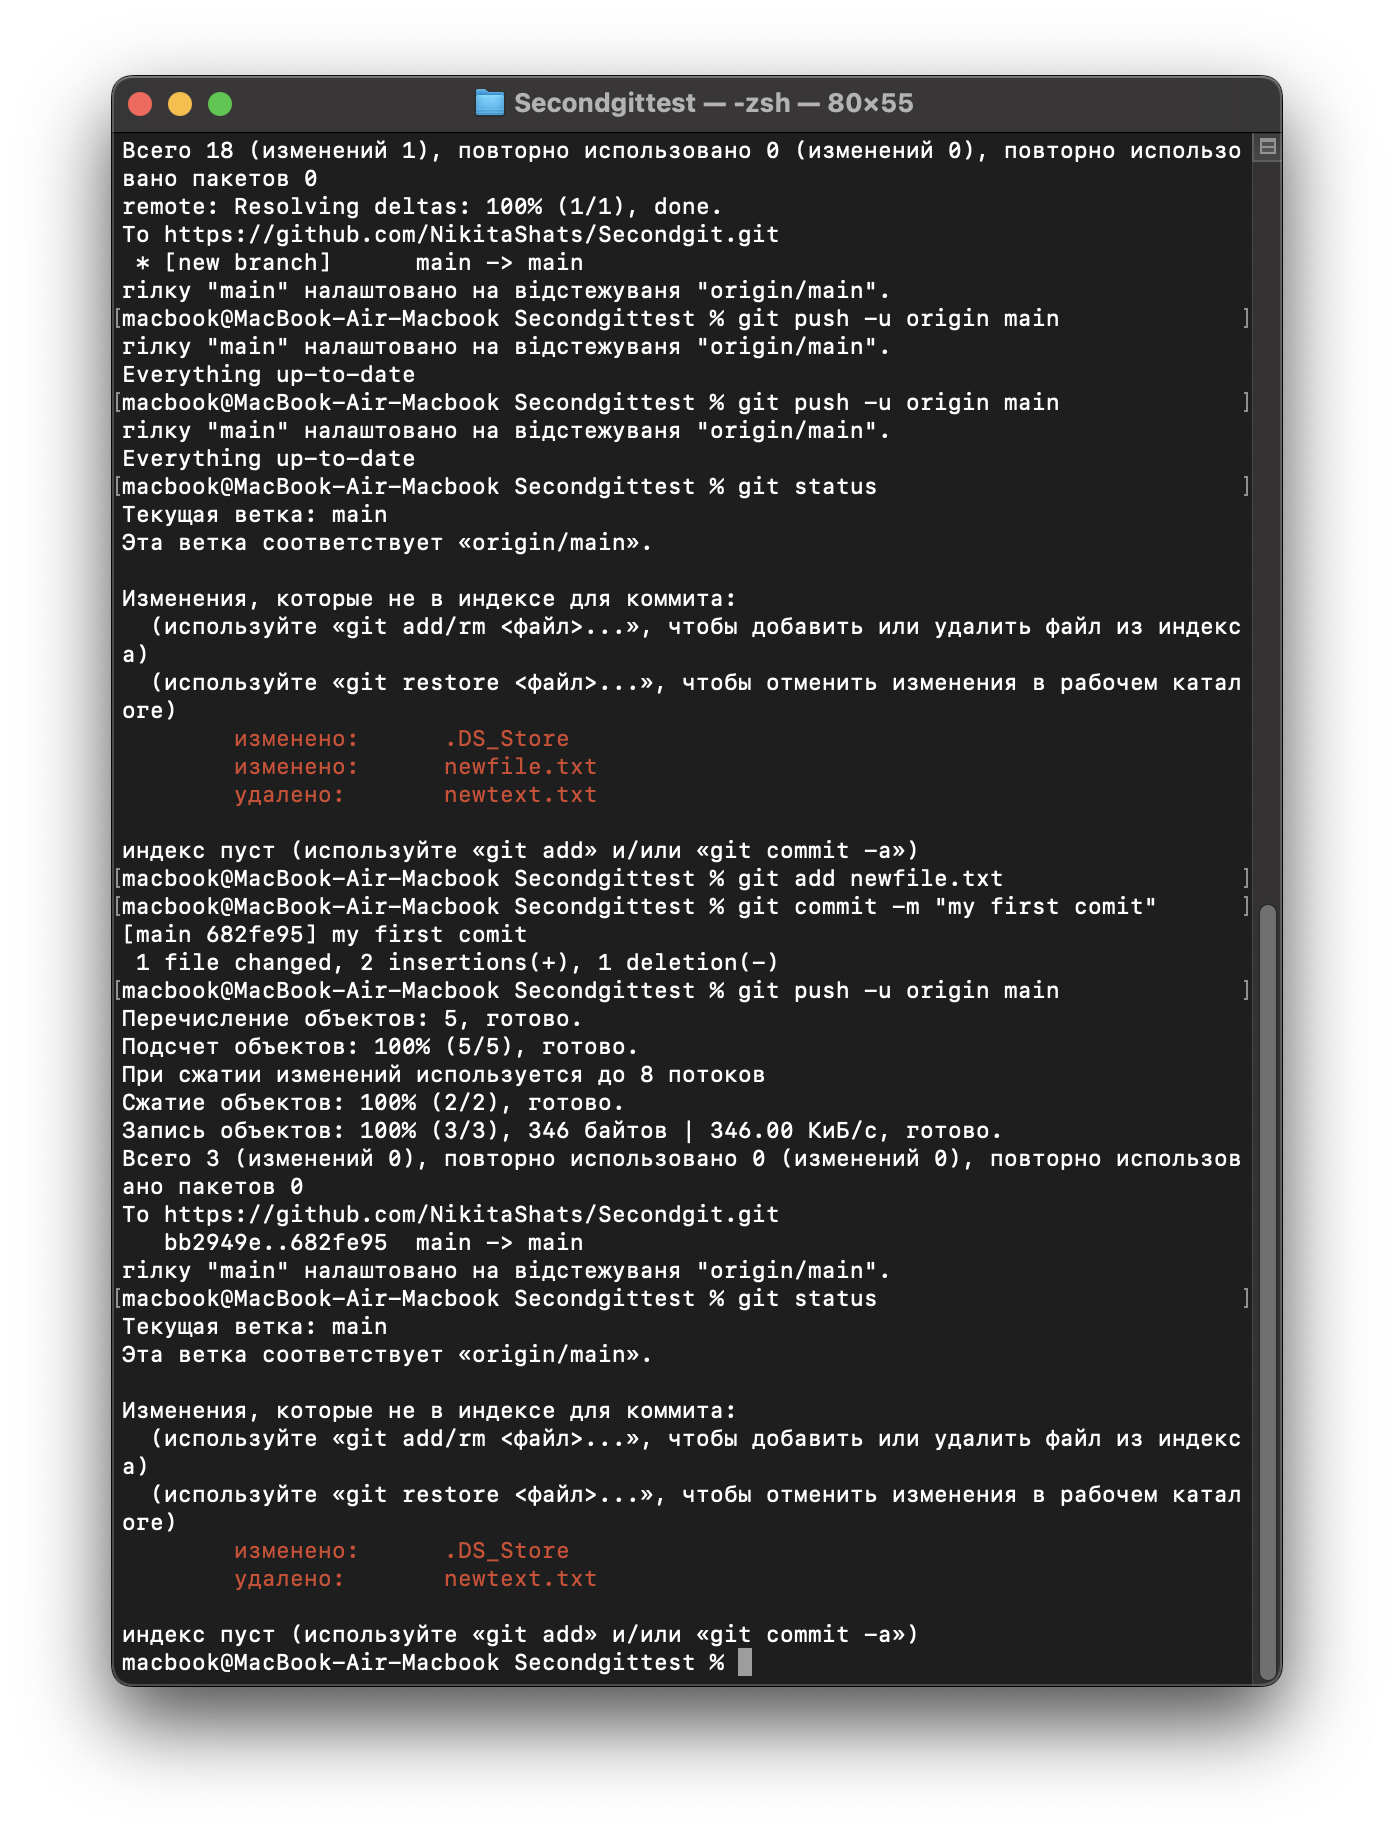 Secondgittest — -zsh — 80×55
Всего 18 (изменений 1), повторно использовано 0 (изменений 0), повторно использо
вано пакетов 0
remote: Resolving deltas: 100% (1/1), done.
To https://github.com/NikitaShats/Secondgit.git
 * [new branch]      main -> main
гілку "main" налаштовано на відстежуваня "origin/main".
[macbook@MacBook-Air-Macbook Secondgittest % git push -u origin main ]
гілку "main" налаштовано на відстежуваня "origin/main".
Everything up-to-date
[macbook@MacBook-Air-Macbook Secondgittest % git push -u origin main ]
гілку "main" налаштовано на відстежуваня "origin/main".
Everything up-to-date
[macbook@MacBook-Air-Macbook Secondgittest % git status ]
Текущая ветка: main
Эта ветка соответствует «origin/main».

Изменения, которые не в индексе для коммита:
  (используйте «git add/rm <файл>...», чтобы добавить или удалить файл из индекс
а)
  (используйте «git restore <файл>...», чтобы отменить изменения в рабочем катал
оге)
        изменено:      .DS_Store
        изменено:      newfile.txt
        удалено:       newtext.txt

индекс пуст (используйте «git add» и/или «git commit -a»)
[macbook@MacBook-Air-Macbook Secondgittest % git add newfile.txt ]
[macbook@MacBook-Air-Macbook Secondgittest % git commit -m "my first comit" ]
[main 682fe95] my first comit
 1 file changed, 2 insertions(+), 1 deletion(-)
[macbook@MacBook-Air-Macbook Secondgittest % git push -u origin main ]
Перечисление объектов: 5, готово.
Подсчет объектов: 100% (5/5), готово.
При сжатии изменений используется до 8 потоков
Сжатие объектов: 100% (2/2), готово.
Запись объектов: 100% (3/3), 346 байтов | 346.00 КиБ/с, готово.
Всего 3 (изменений 0), повторно использовано 0 (изменений 0), повторно использов
ано пакетов 0
To https://github.com/NikitaShats/Secondgit.git
   bb2949e..682fe95  main -> main
гілку "main" налаштовано на відстежуваня "origin/main".
[macbook@MacBook-Air-Macbook Secondgittest % git status ]
Текущая ветка: main
Эта ветка соответствует «origin/main».

Изменения, которые не в индексе для коммита:
  (используйте «git add/rm <файл>...», чтобы добавить или удалить файл из индекс
а)
  (используйте «git restore <файл>...», чтобы отменить изменения в рабочем катал
оге)
        изменено:      .DS_Store
        удалено:       newtext.txt

индекс пуст (используйте «git add» и/или «git commit -a»)
macbook@MacBook-Air-Macbook Secondgittest %